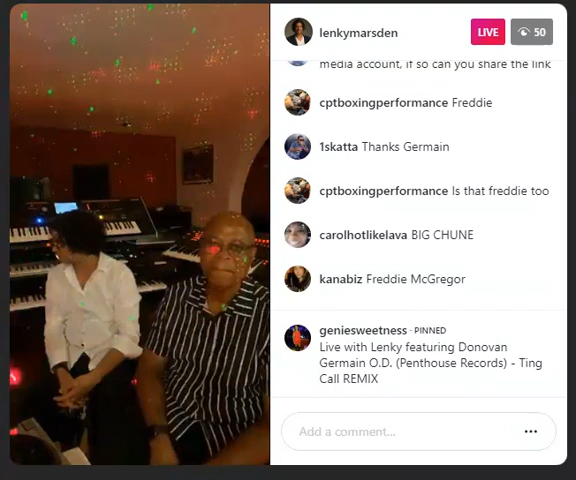 lenkymarsden
LIVE
50
media account, if so can you share the link
cptboxingperformance Freddie
1skatta Thanks Germain
cptboxingperformance Is that freddie too
carolhotlikelava BIG CHUNE
kanabiz Freddie McGregor
geniesweetness · PINNED
Live with Lenky featuring Donovan
Germain O.D. (Penthouse Records) - Ting
Call REMIX
Add a comment...